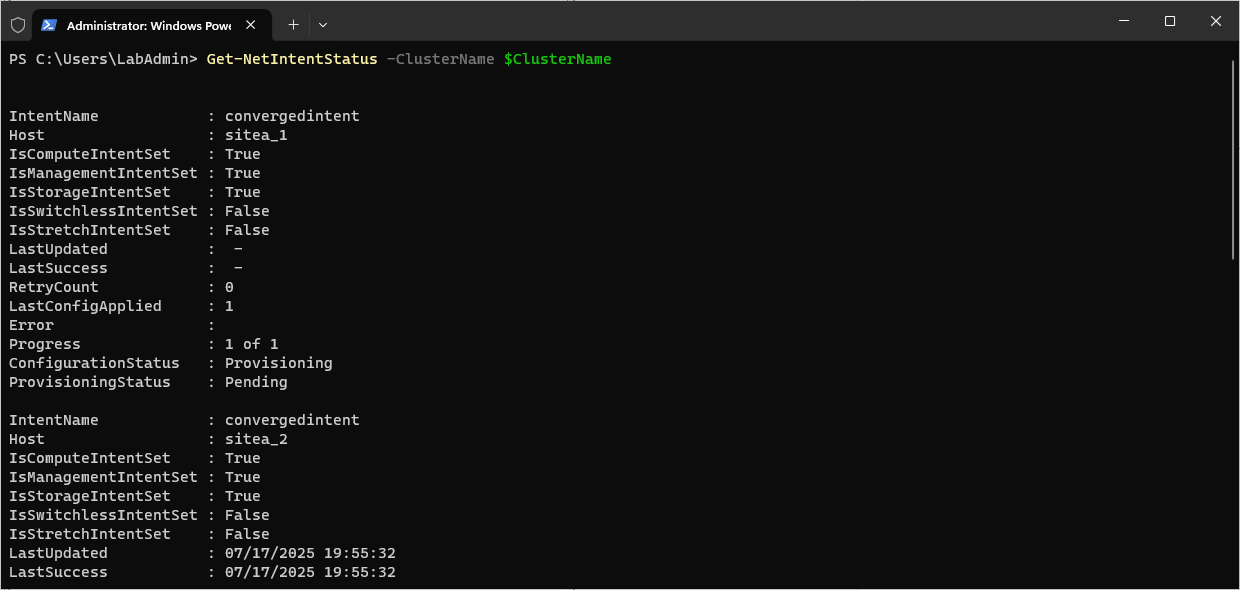 Administrator: Windows Powe
PS C:\Users\LabAdmin> Get-NetIntentStatus -ClusterName $ClusterName
IntentName            : convergedintent
Host                  : sitea_1
IsComputeIntentSet    : True
IsManagementIntentSet : True
IsStorageIntentSet    : True
IsSwitchlessIntentSet : False
IsStretchIntentSet    : False
LastUpdated           :  -
LastSuccess           :  -
RetryCount            : 0
LastConfigApplied     : 1
Error                 :
Progress              : 1 of 1
ConfigurationStatus   : Provisioning
ProvisioningStatus    : Pending
IntentName            : convergedintent
Host                  : sitea_2
IsComputeIntentSet    : True
IsManagementIntentSet : True
IsStorageIntentSet    : True
IsSwitchlessIntentSet : False
IsStretchIntentSet    : False
LastUpdated           : 07/17/2025 19:55:32
LastSuccess           : 07/17/2025 19:55:32